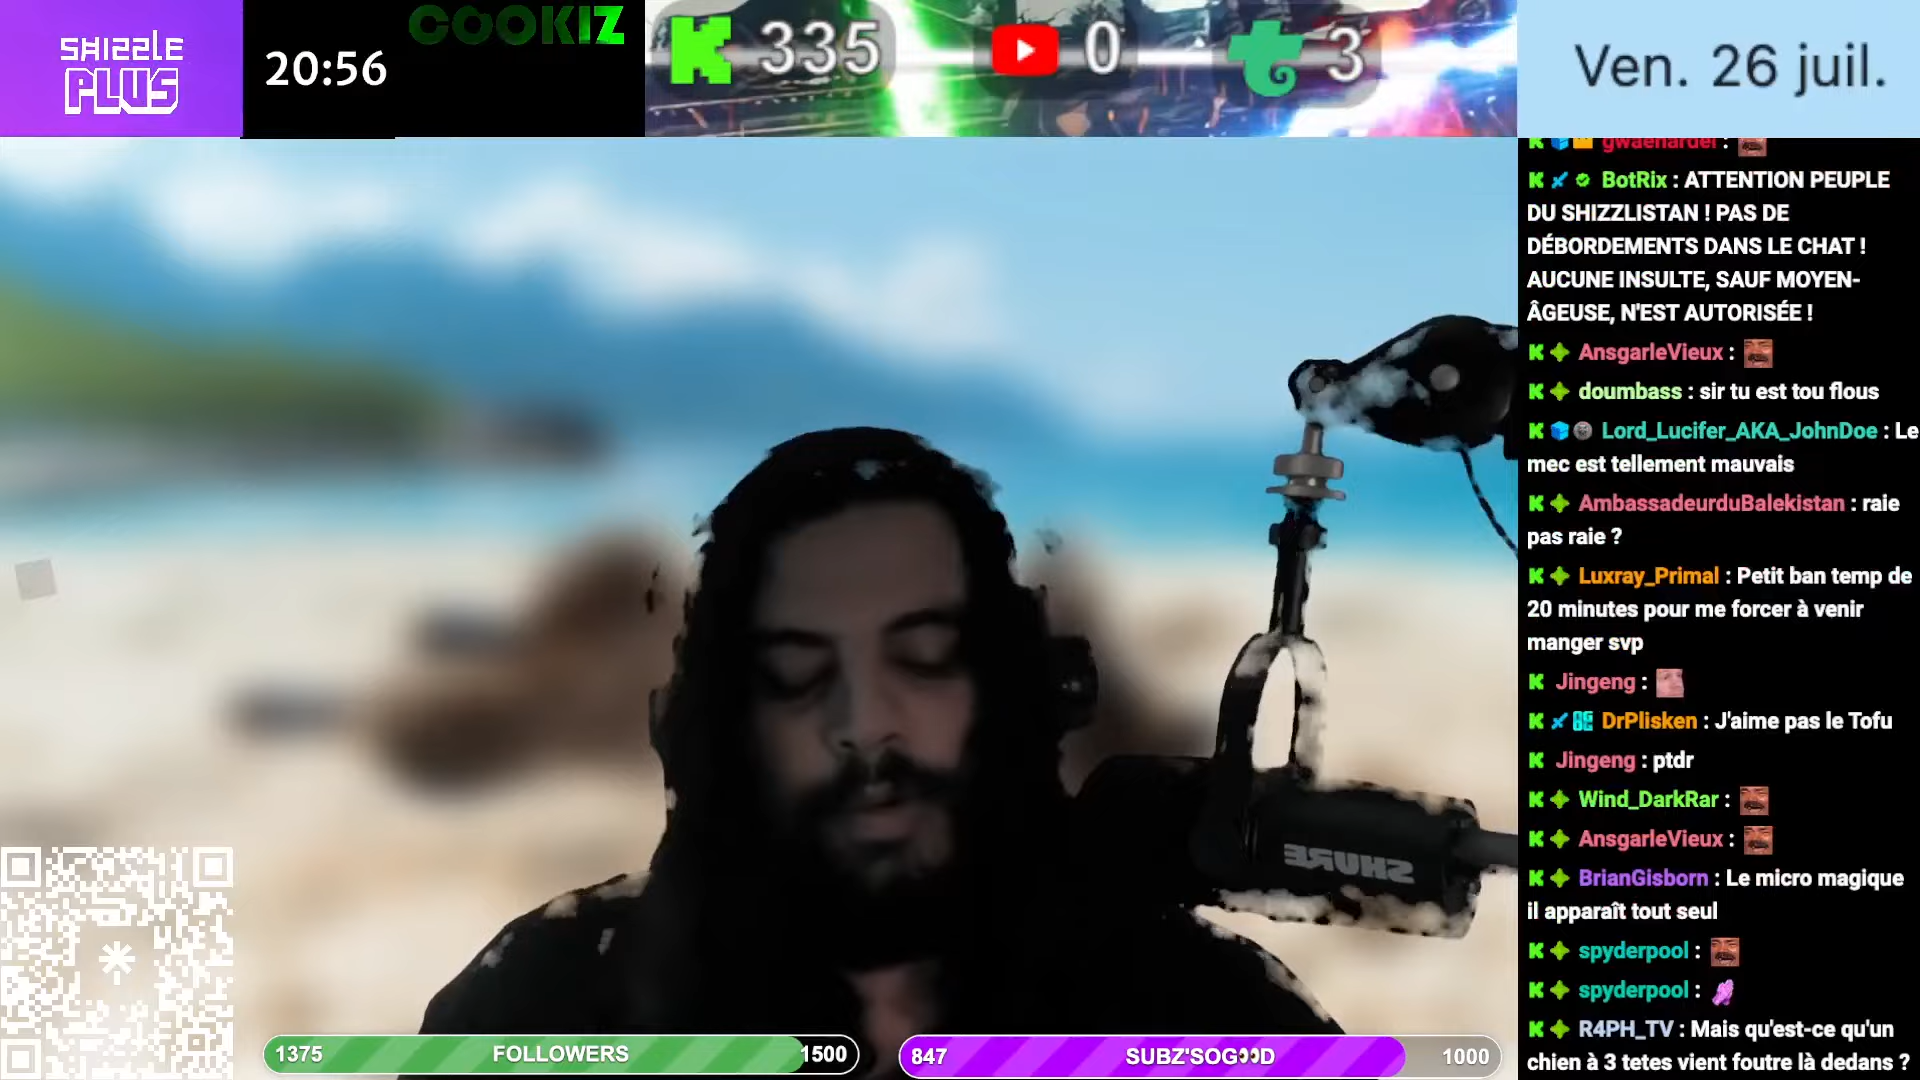 SHIZZLE
PLUS
20:56
COOKIZ
335
0
3
Ven. 26 juil.
gwaenardel :
BotRix : ATTENTION PEUPLE
DU SHIZZLISTAN ! PAS DE
DÉBORDEMENTS DANS LE CHAT !
AUCUNE INSULTE, SAUF MOYEN-
ÂGEUSE, N'EST AUTORISÉE !
AnsgarleVieux :
doumbass : sir tu est tou flous
Lord_Lucifer_AKA_JohnDoe : Le
mec est tellement mauvais
AmbassadeurduBalekistan : raie
pas raie ?
Luxray_Primal : Petit ban temp de
20 minutes pour me forcer à venir
manger svp
Jingeng :
DrPlisken : J'aime pas le Tofu
Jingeng : ptdr
Wind_DarkRar :
AnsgarleVieux :
BrianGisborn : Le micro magique
il apparaît tout seul
spyderpool :
spyderpool :
R4PH_TV : Mais qu'est-ce qu'un
chien à 3 tetes vient foutre là dedans ?
SHURE
1375 FOLLOWERS 1500
847 SUBZ'SOG👀D 1000